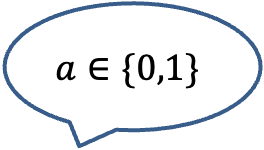 a ∈ {0,1}